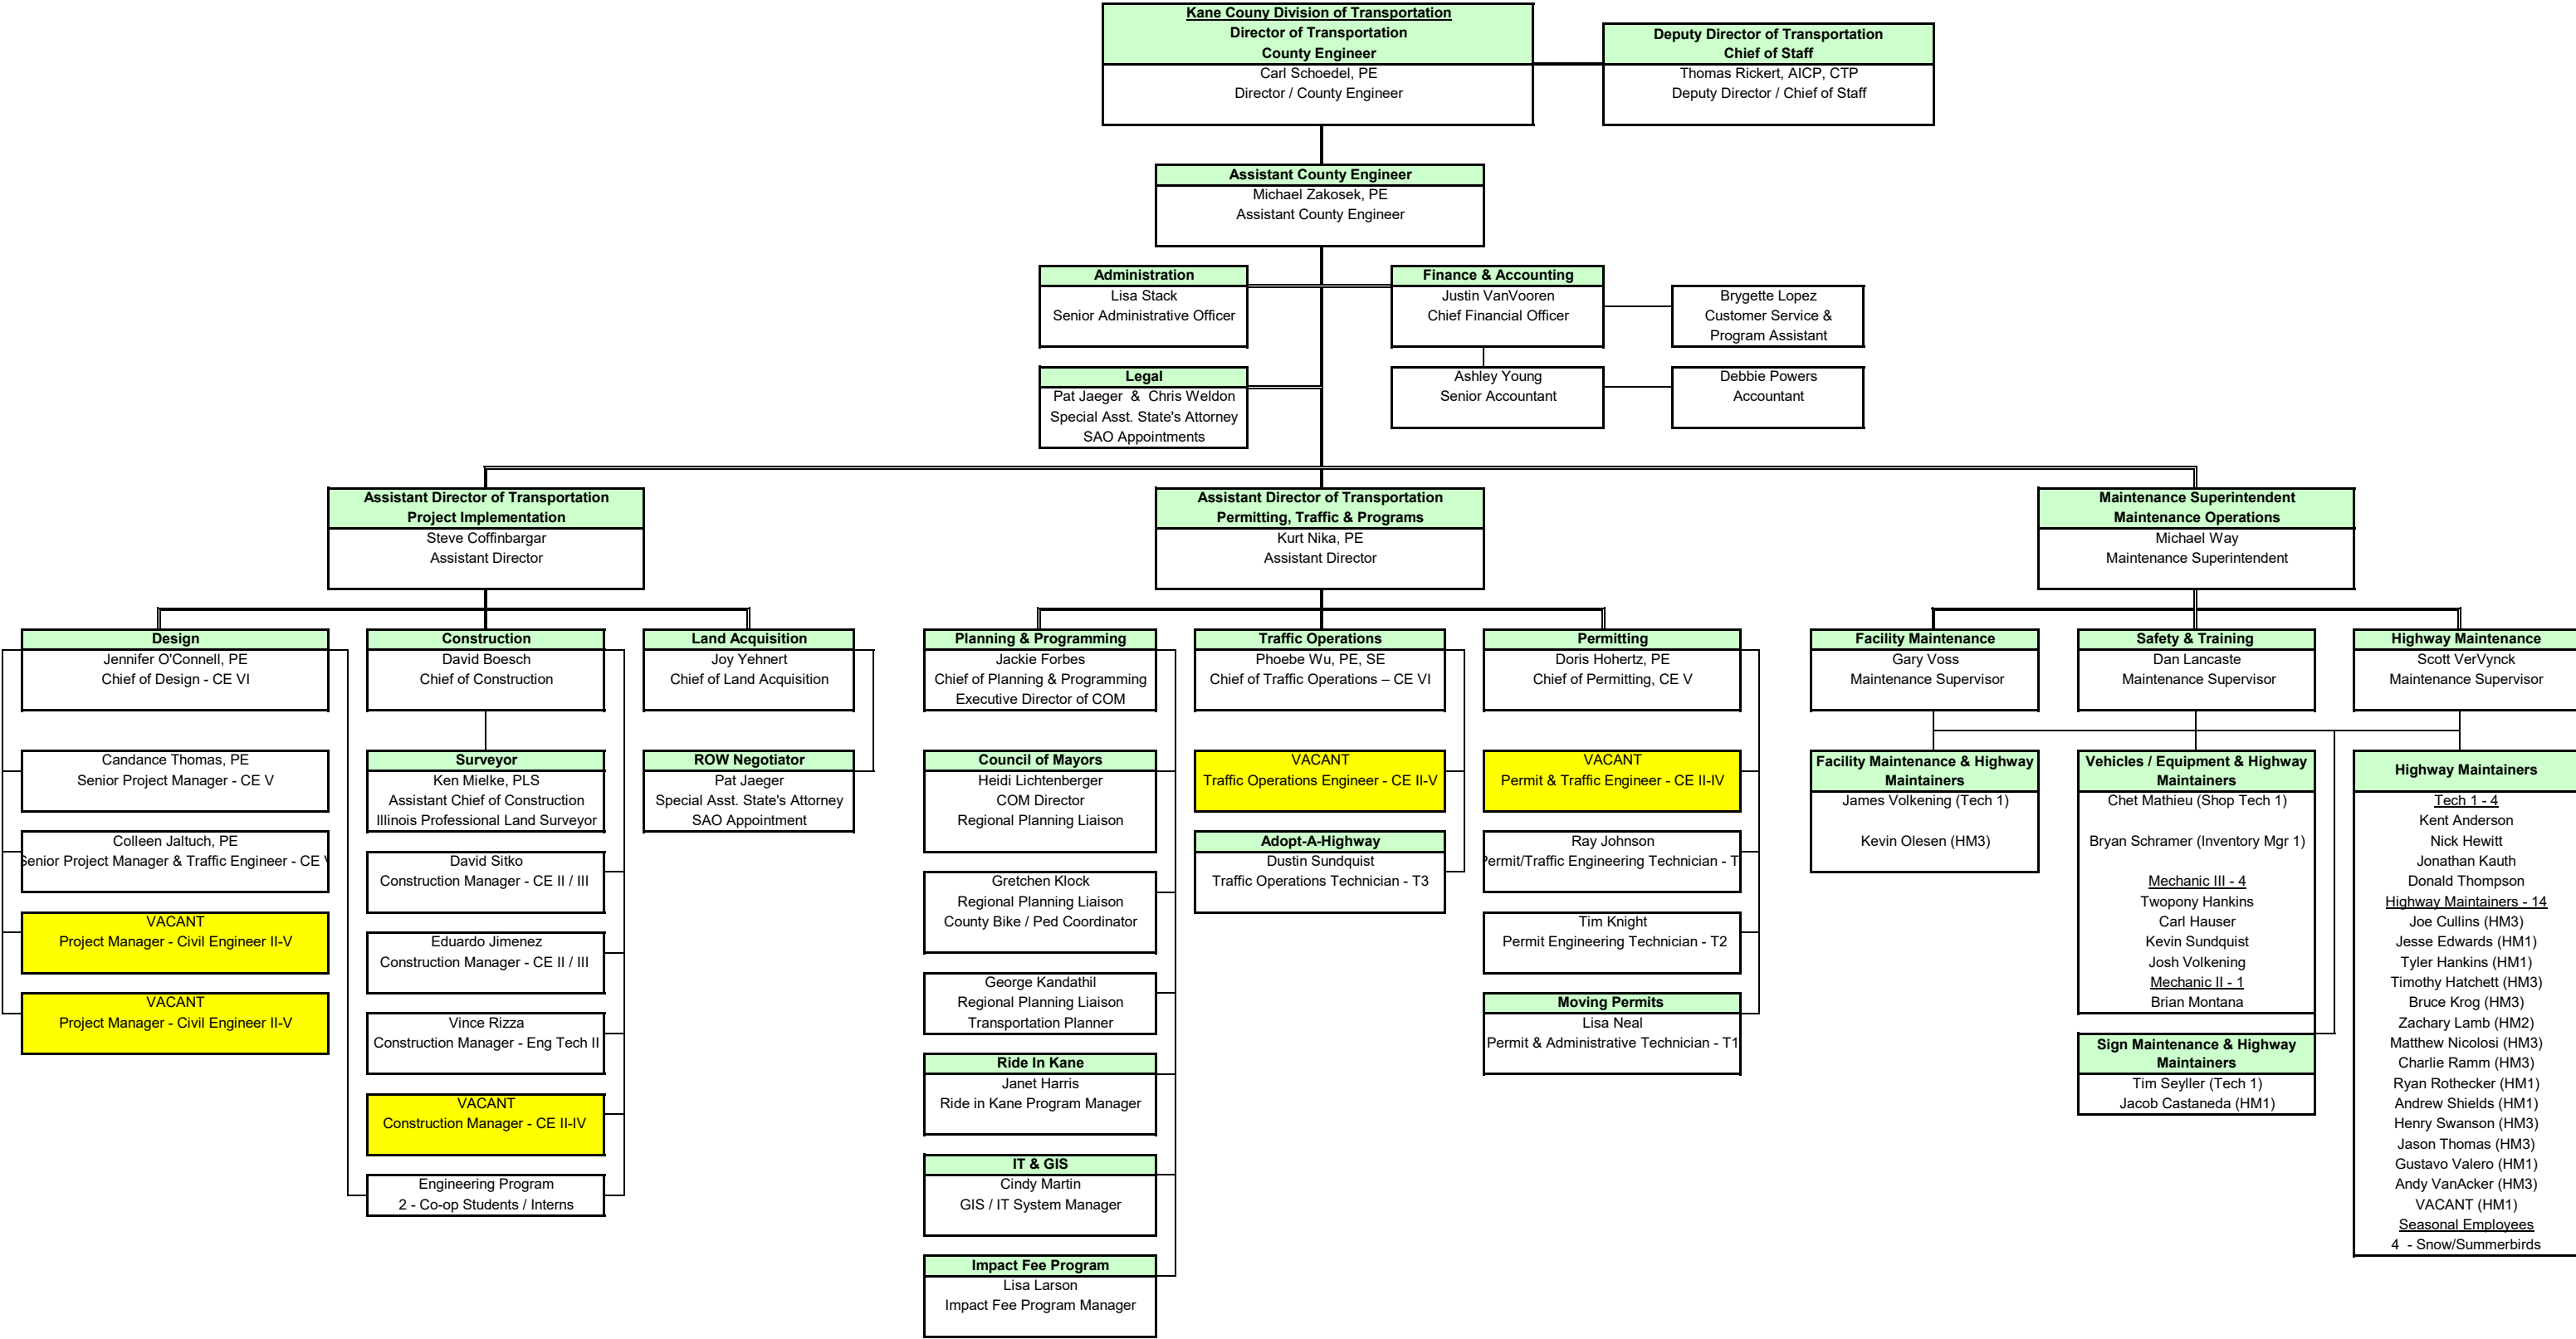 Kane Couny Division of Transportation
Director of Transportation
County Engineer
Carl Schoedel, PE
Director / County Engineer
Deputy Director of Transportation
Chief of Staff
Thomas Rickert, AICP, CTP
Deputy Director / Chief of Staff
Assistant County Engineer
Michael Zakosek, PE
Assistant County Engineer
Administration
Lisa Stack
Senior Administrative Officer
Finance & Accounting
Justin VanVooren
Chief Financial Officer
Brygette Lopez
Customer Service &
Program Assistant
Legal
Pat Jaeger & Chris Weldon
Special Asst. State's Attorney
SAO Appointments
Ashley Young
Senior Accountant
Debbie Powers
Accountant
Assistant Director of Transportation
Project Implementation
Steve Coffinbargar
Assistant Director
Assistant Director of Transportation
Permitting, Traffic & Programs
Kurt Nika, PE
Assistant Director
Maintenance Superintendent
Maintenance Operations
Michael Way
Maintenance Superintendent
Design
Jennifer O'Connell, PE
Chief of Design - CE VI
Candance Thomas, PE
Senior Project Manager - CE V
Colleen Jaltuch, PE
Senior Project Manager & Traffic Engineer - CE V
VACANT
Project Manager - Civil Engineer II-V
VACANT
Project Manager - Civil Engineer II-V
Construction
David Boesch
Chief of Construction
Surveyor
Ken Mielke, PLS
Assistant Chief of Construction
Illinois Professional Land Surveyor
David Sitko
Construction Manager - CE II / III
Eduardo Jimenez
Construction Manager - CE II / III
Vince Rizza
Construction Manager - Eng Tech II
VACANT
Construction Manager - CE II-IV
Engineering Program
2 - Co-op Students / Interns
Land Acquisition
Joy Yehnert
Chief of Land Acquisition
ROW Negotiator
Pat Jaeger
Special Asst. State's Attorney
SAO Appointment
Planning & Programming
Jackie Forbes
Chief of Planning & Programming
Executive Director of COM
Council of Mayors
Heidi Lichtenberger
COM Director
Regional Planning Liaison
Gretchen Klock
Regional Planning Liaison
County Bike / Ped Coordinator
George Kandathil
Regional Planning Liaison
Transportation Planner
Ride In Kane
Janet Harris
Ride in Kane Program Manager
IT & GIS
Cindy Martin
GIS / IT System Manager
Impact Fee Program
Lisa Larson
Impact Fee Program Manager
Traffic Operations
Phoebe Wu, PE, SE
Chief of Traffic Operations – CE VI
VACANT
Traffic Operations Engineer - CE II-V
Adopt-A-Highway
Dustin Sundquist
Traffic Operations Technician - T3
Permitting
Doris Hohertz, PE
Chief of Permitting, CE V
VACANT
Permit & Traffic Engineer - CE II-IV
Ray Johnson
Permit/Traffic Engineering Technician - T
Tim Knight
Permit Engineering Technician - T2
Moving Permits
Lisa Neal
Permit & Administrative Technician - T1
Facility Maintenance
Gary Voss
Maintenance Supervisor
Facility Maintenance & Highway
Maintainers
James Volkening (Tech 1)
Kevin Olesen (HM3)
Safety & Training
Dan Lancaste
Maintenance Supervisor
Vehicles / Equipment & Highway
Maintainers
Chet Mathieu (Shop Tech 1)
Bryan Schramer (Inventory Mgr 1)
Mechanic III - 4
Twopony Hankins
Carl Hauser
Kevin Sundquist
Josh Volkening
Mechanic II - 1
Brian Montana
Sign Maintenance & Highway
Maintainers
Tim Seyller (Tech 1)
Jacob Castaneda (HM1)
Highway Maintenance
Scott VerVynck
Maintenance Supervisor
Highway Maintainers
Tech 1 - 4
Kent Anderson
Nick Hewitt
Jonathan Kauth
Donald Thompson
Highway Maintainers - 14
Joe Cullins (HM3)
Jesse Edwards (HM1)
Tyler Hankins (HM1)
Timothy Hatchett (HM3)
Bruce Krog (HM3)
Zachary Lamb (HM2)
Matthew Nicolosi (HM3)
Charlie Ramm (HM3)
Ryan Rothecker (HM1)
Andrew Shields (HM1)
Henry Swanson (HM3)
Jason Thomas (HM3)
Gustavo Valero (HM1)
Andy VanAcker (HM3)
VACANT (HM1)
Seasonal Employees
4 - Snow/Summerbirds